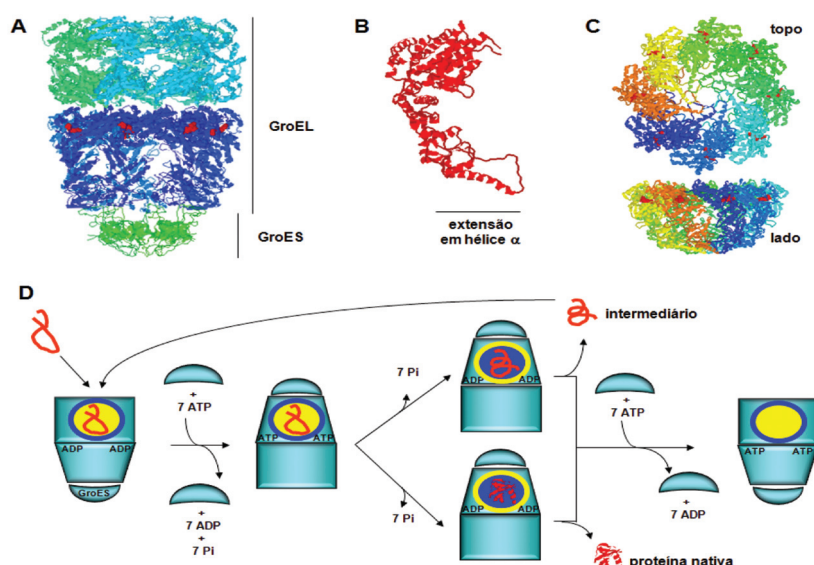 A
GroEL
GroES
B
extensão
em hélice α
C
topo
lado
D
intermediário
7 Pi
ADP ADP
+
7 ATP
+
7 ATP
ADP ADP
GroES
ATP ATP
+
7 ADP
+
7 Pi
7 Pi
ADP ADP
ATP ATP
+
7 ADP
proteína nativa